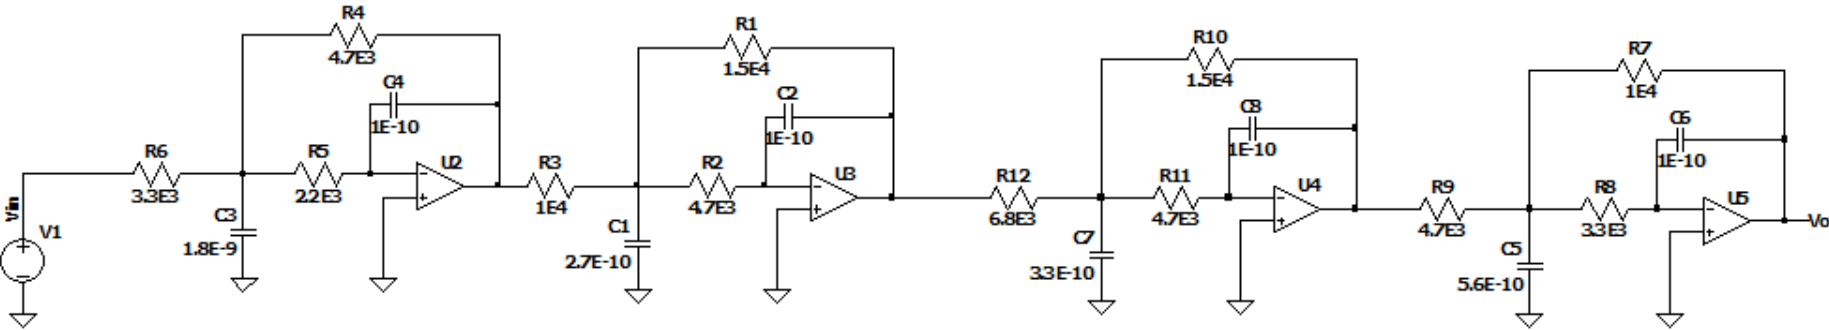 R4
4.7E3
C4
1E-10
R6
3.3E3
R5
2.2E3
U2
C3
1.8E-9
Vin
V1
R1
1.5E4
C2
1E-10
R3
1E4
R2
4.7E3
U3
C1
2.7E-10
R10
1.5E4
C8
1E-10
R12
6.8E3
R11
4.7E3
U4
C7
3.3E-10
R7
1E4
C6
1E-10
R9
4.7E3
R8
3.3E3
U5
C5
5.6E-10
Vo